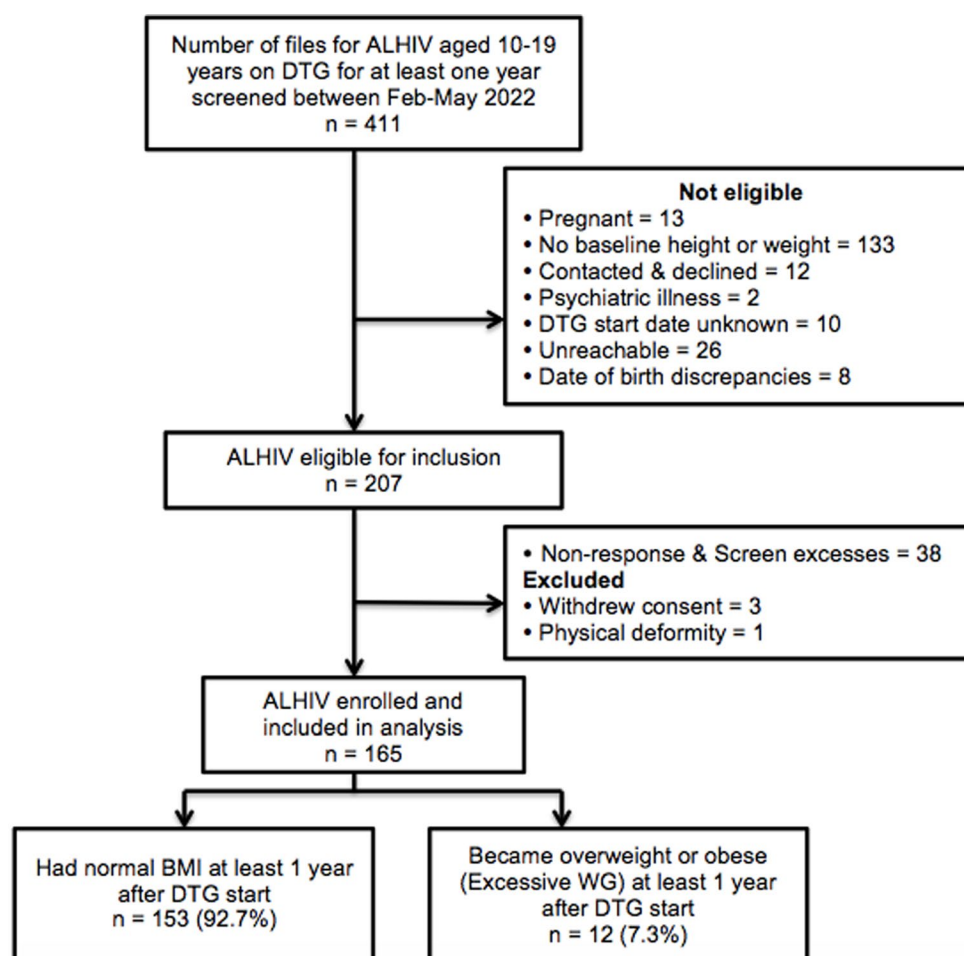 Number of files for ALHIV aged 10-19
years on DTG for at least one year
screened between Feb-May 2022
n = 411
Not eligible
• Pregnant = 13
• No baseline height or weight = 133
• Contacted & declined = 12
• Psychiatric illness = 2
• DTG start date unknown = 10
• Unreachable = 26
• Date of birth discrepancies = 8
ALHIV eligible for inclusion
n = 207
• Non-response & Screen excesses = 38
Excluded
• Withdrew consent = 3
• Physical deformity = 1
ALHIV enrolled and
included in analysis
n = 165
Had normal BMI at least 1 year
after DTG start
n = 153 (92.7%)
Became overweight or obese
(Excessive WG) at least 1 year
after DTG start
n = 12 (7.3%)